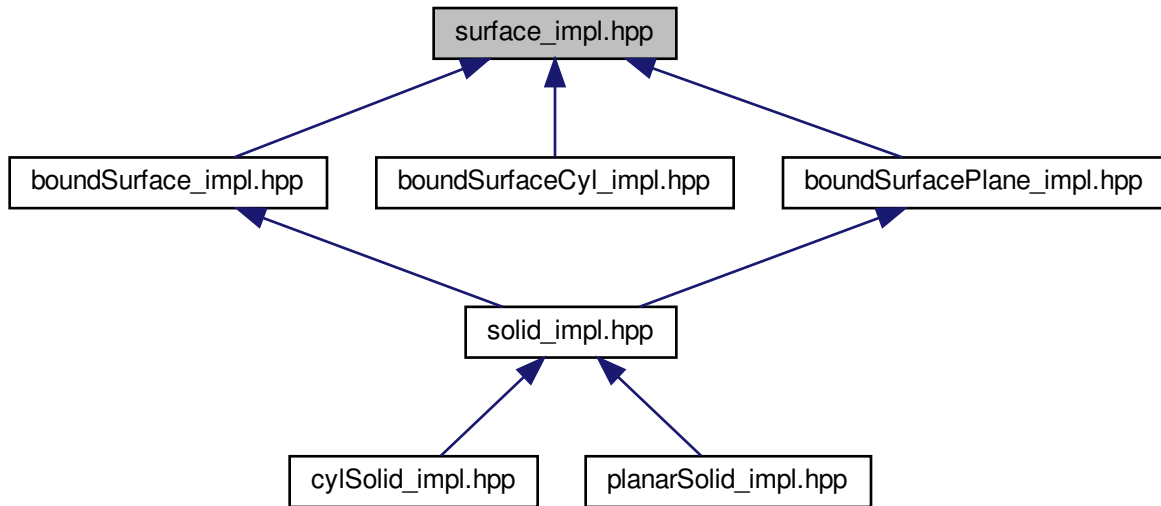 surface_impl.hpp
boundSurface_impl.hpp
boundSurfaceCyl_impl.hpp
boundSurfacePlane_impl.hpp
solid_impl.hpp
cylSolid_impl.hpp
planarSolid_impl.hpp